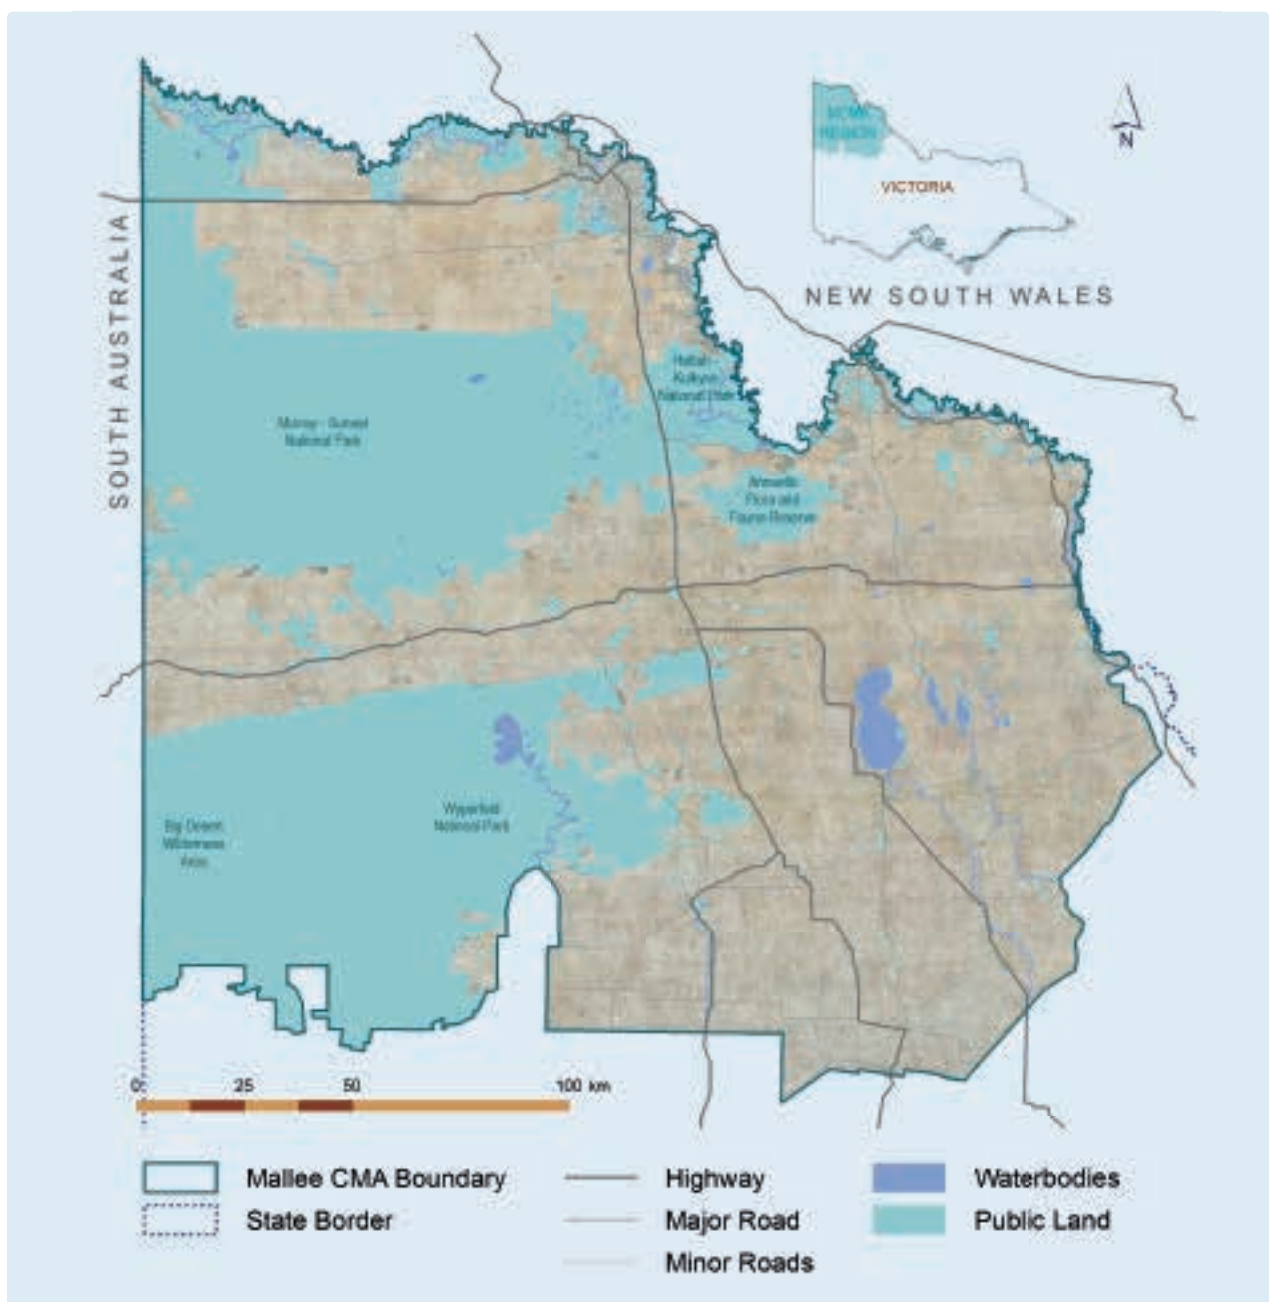 MCMA
REGION
N
VICTORIA
SOUTH AUSTRALIA
NEW SOUTH WALES
Hattah -
Kulkyne
National Park
Murray - Sunset
National Park
Annuello
Flora and
Fauna Reserve
Wyperfeld
National Park
Big Desert
Wilderness
Area
0 25 50 100 km
Mallee CMA Boundary
State Border
Highway
Major Road
Minor Roads
Waterbodies
Public Land